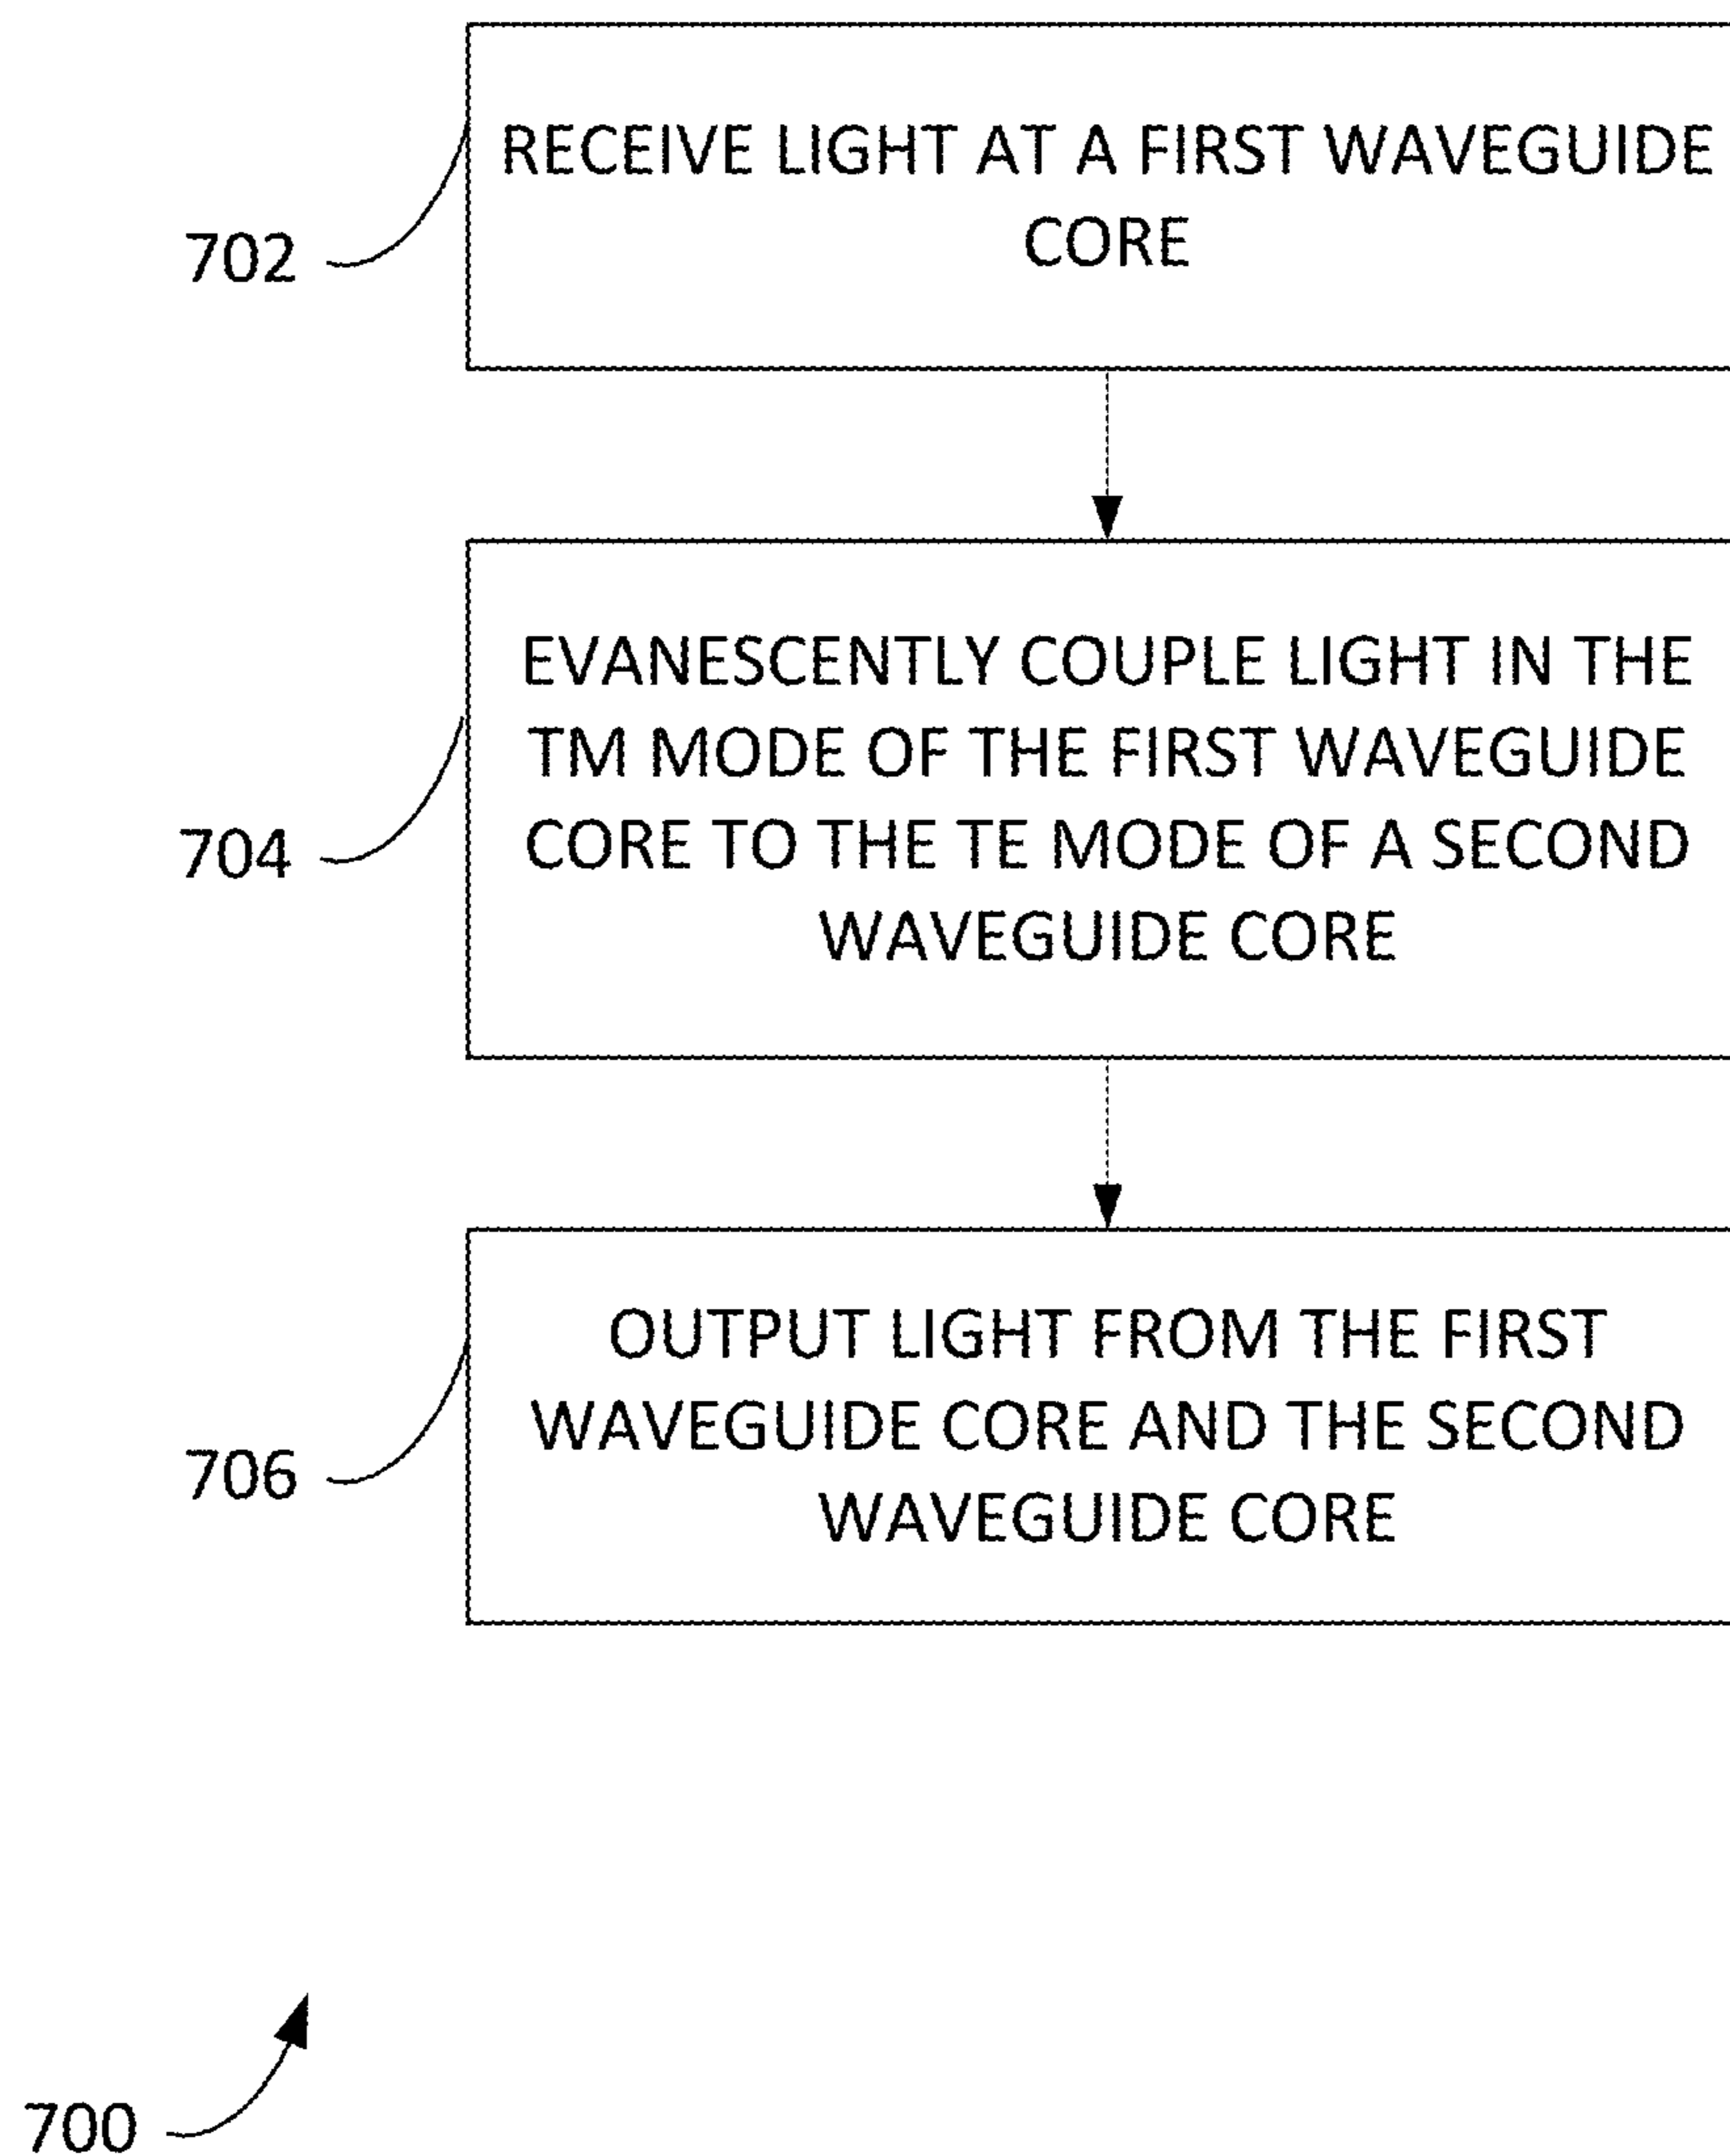 RECEIVE LIGHT AT A FIRST WAVEGUIDE
CORE
702
EVANESCENTLY COUPLE LIGHT IN THE
TM MODE OF THE FIRST WAVEGUIDE
CORE TO THE TE MODE OF A SECOND
WAVEGUIDE CORE
704
OUTPUT LIGHT FROM THE FIRST
WAVEGUIDE CORE AND THE SECOND
WAVEGUIDE CORE
706
700